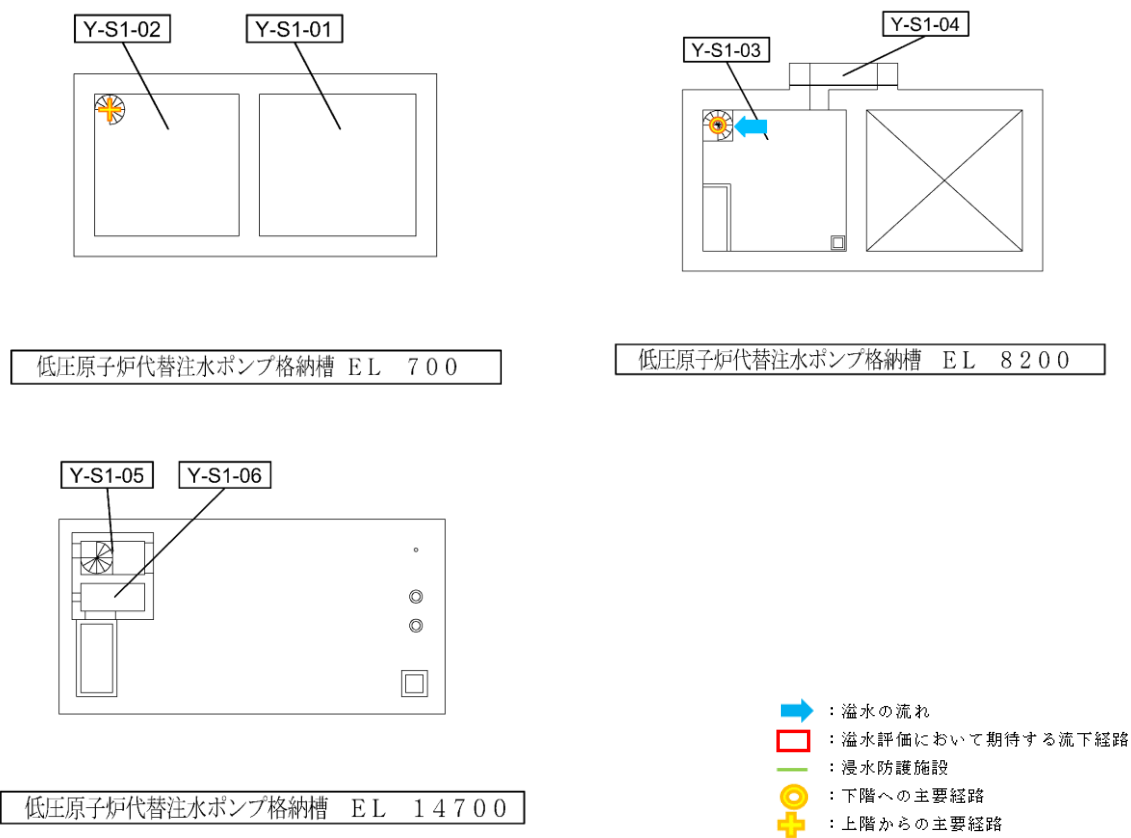 Y-S1-02
Y-S1-01
低圧原子炉代替注水ポンプ格納槽 EL 700
Y-S1-04
Y-S1-03
低圧原子炉代替注水ポンプ格納槽 EL 8200
Y-S1-05
Y-S1-06
低圧原子炉代替注水ポンプ格納槽 EL 14700
：溢水の流れ
：溢水評価において期待する流下経路
：浸水防護施設
：下階への主要経路
：上階からの主要経路